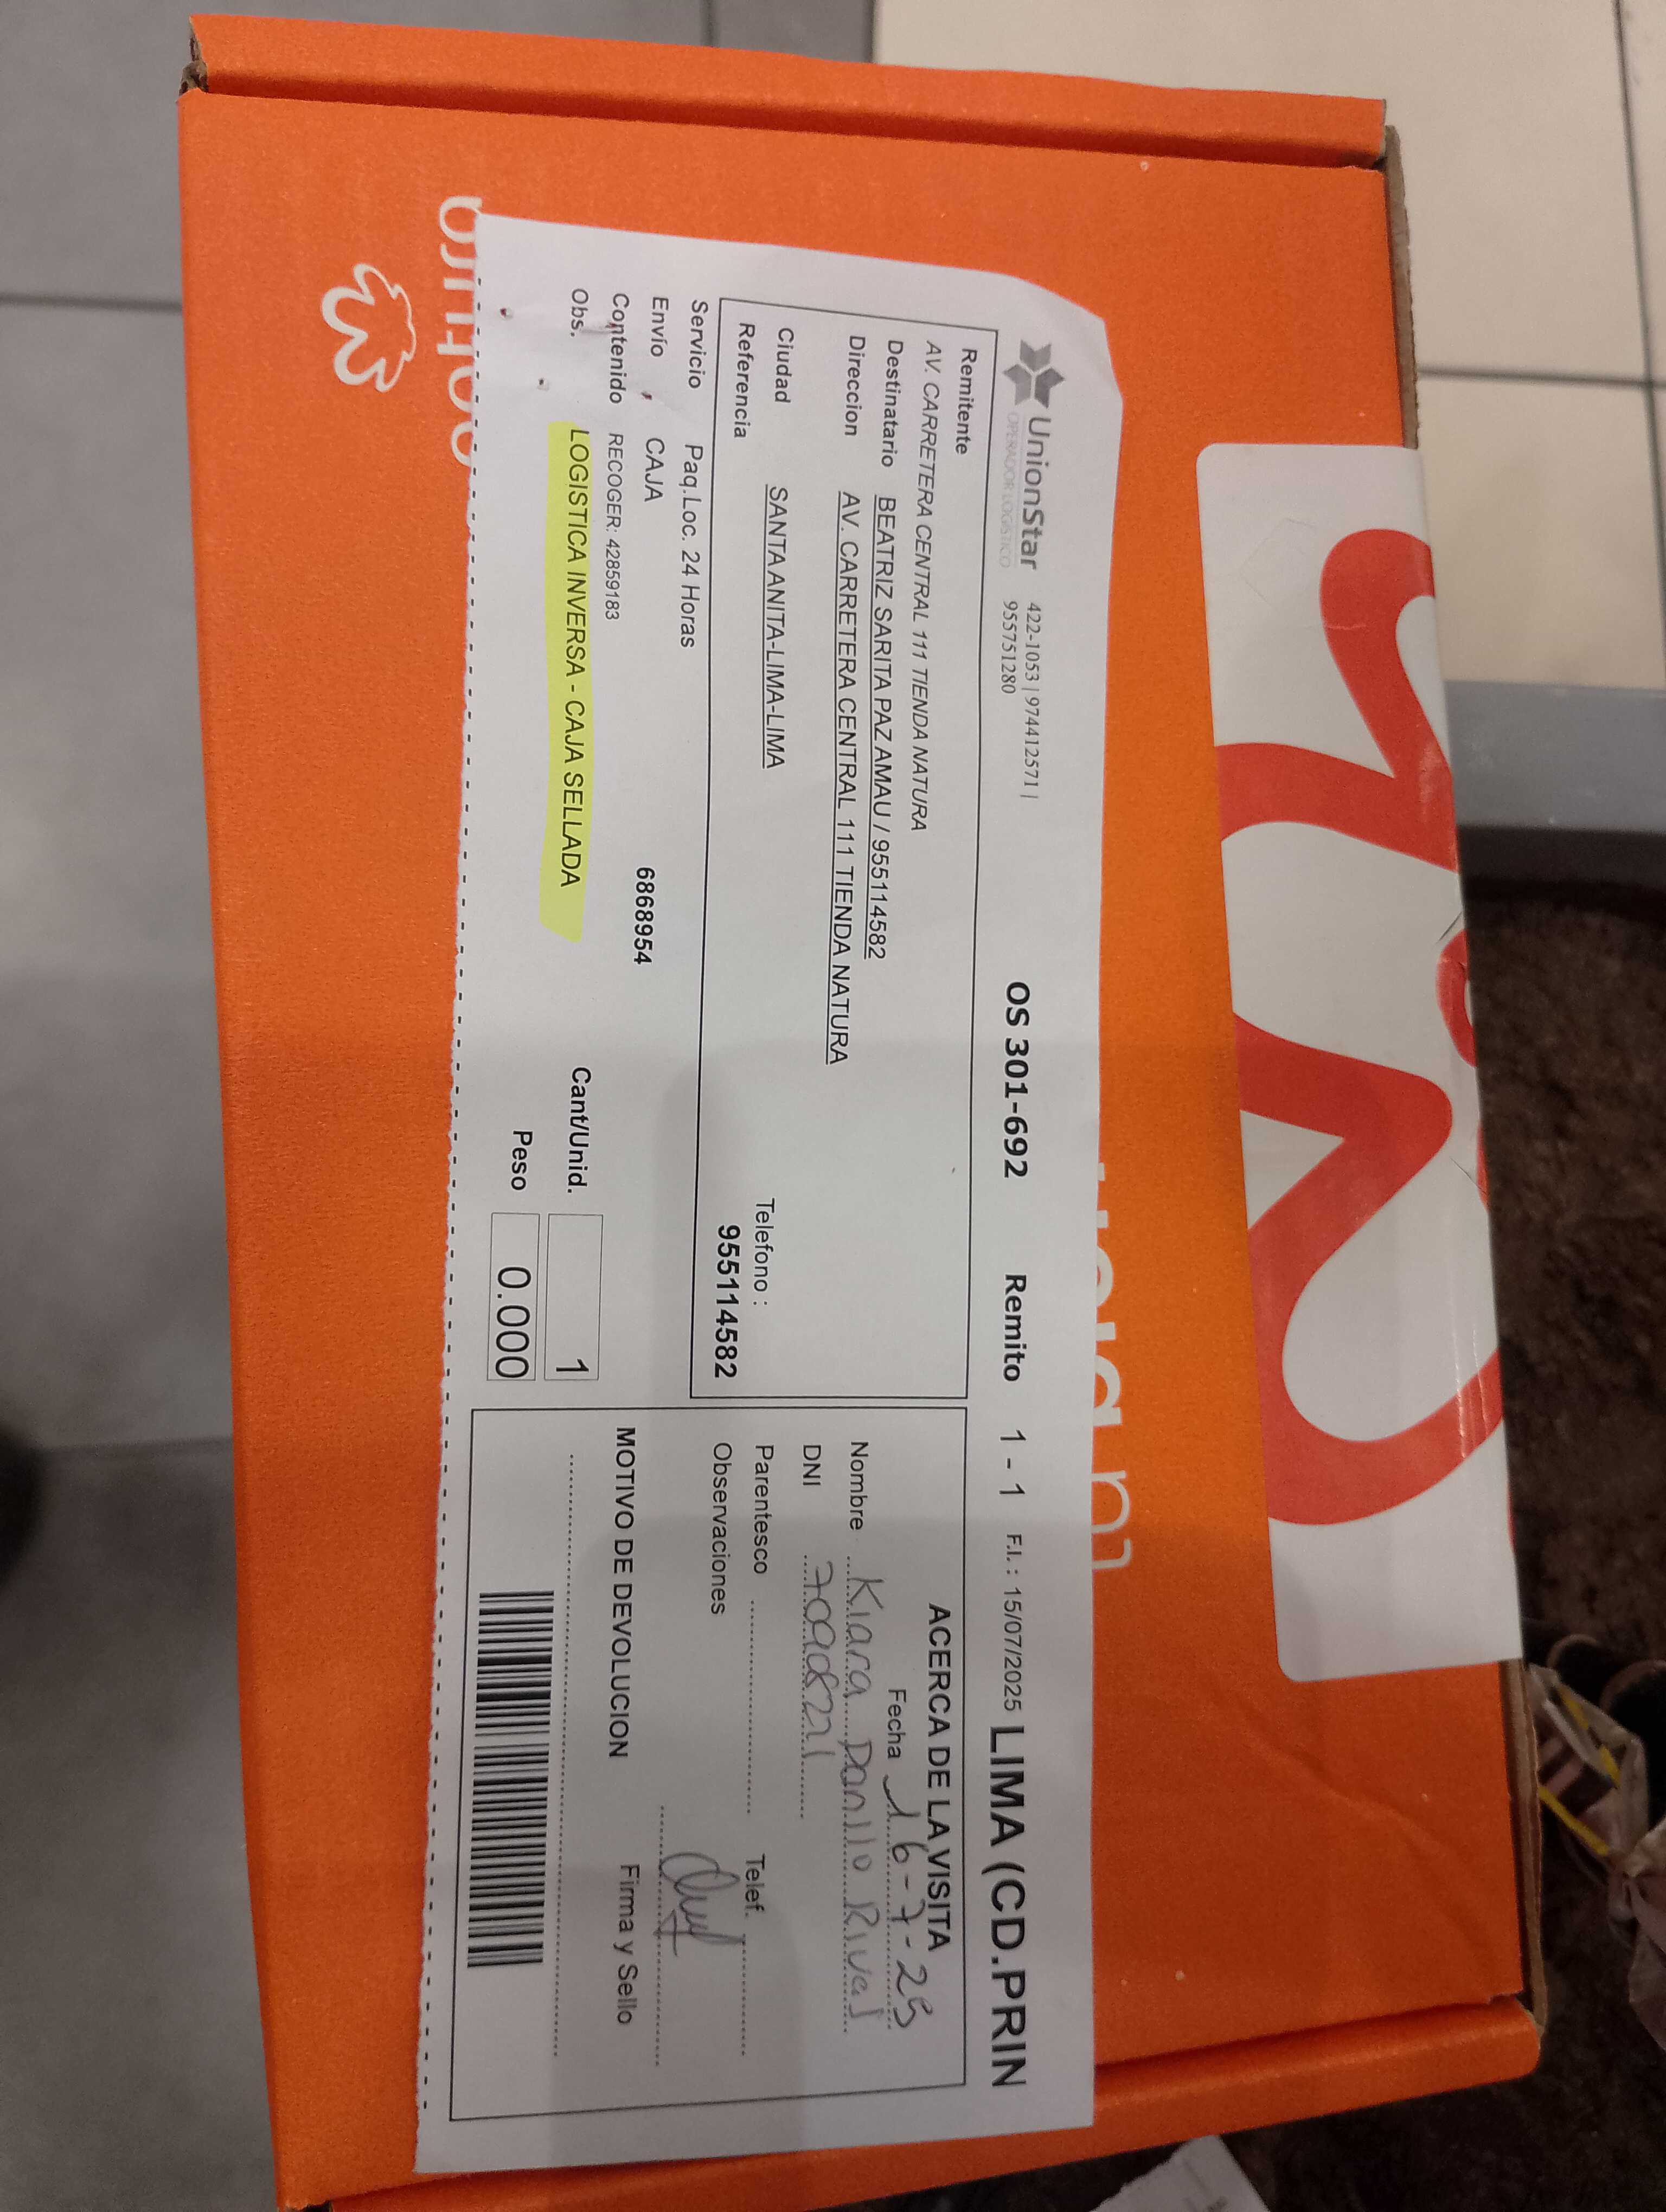 UnionStar
OPERADOR LOGISTICO
422-1053 | 974412571 |
955751280
OS 301-692
Remito 1 - 1
F.I. : 15/07/2025
LIMA (CD.PRIN
Remitente
AV. CARRETERA CENTRAL 111 TIENDA NATURA
Destinatario BEATRIZ SARITA PAZ AMAU / 955114582
Direccion AV. CARRETERA CENTRAL 111 TIENDA NATURA
Ciudad SANTA ANITA-LIMA-LIMA
Telefono :
Referencia 955114582
Servicio Paq.Loc. 24 Horas
Envío CAJA 6868954
Contenido RECOGER: 42859183
Obs. LOGISTICA INVERSA - CAJA SELLADA
Cant/Unid. 1
Peso 0.000
ACERCA DE LA VISITA
Fecha 16-7-25
Nombre Kiara
DNI
Parentesco Telef.
Observaciones
MOTIVO DE DEVOLUCION Firma y Sello